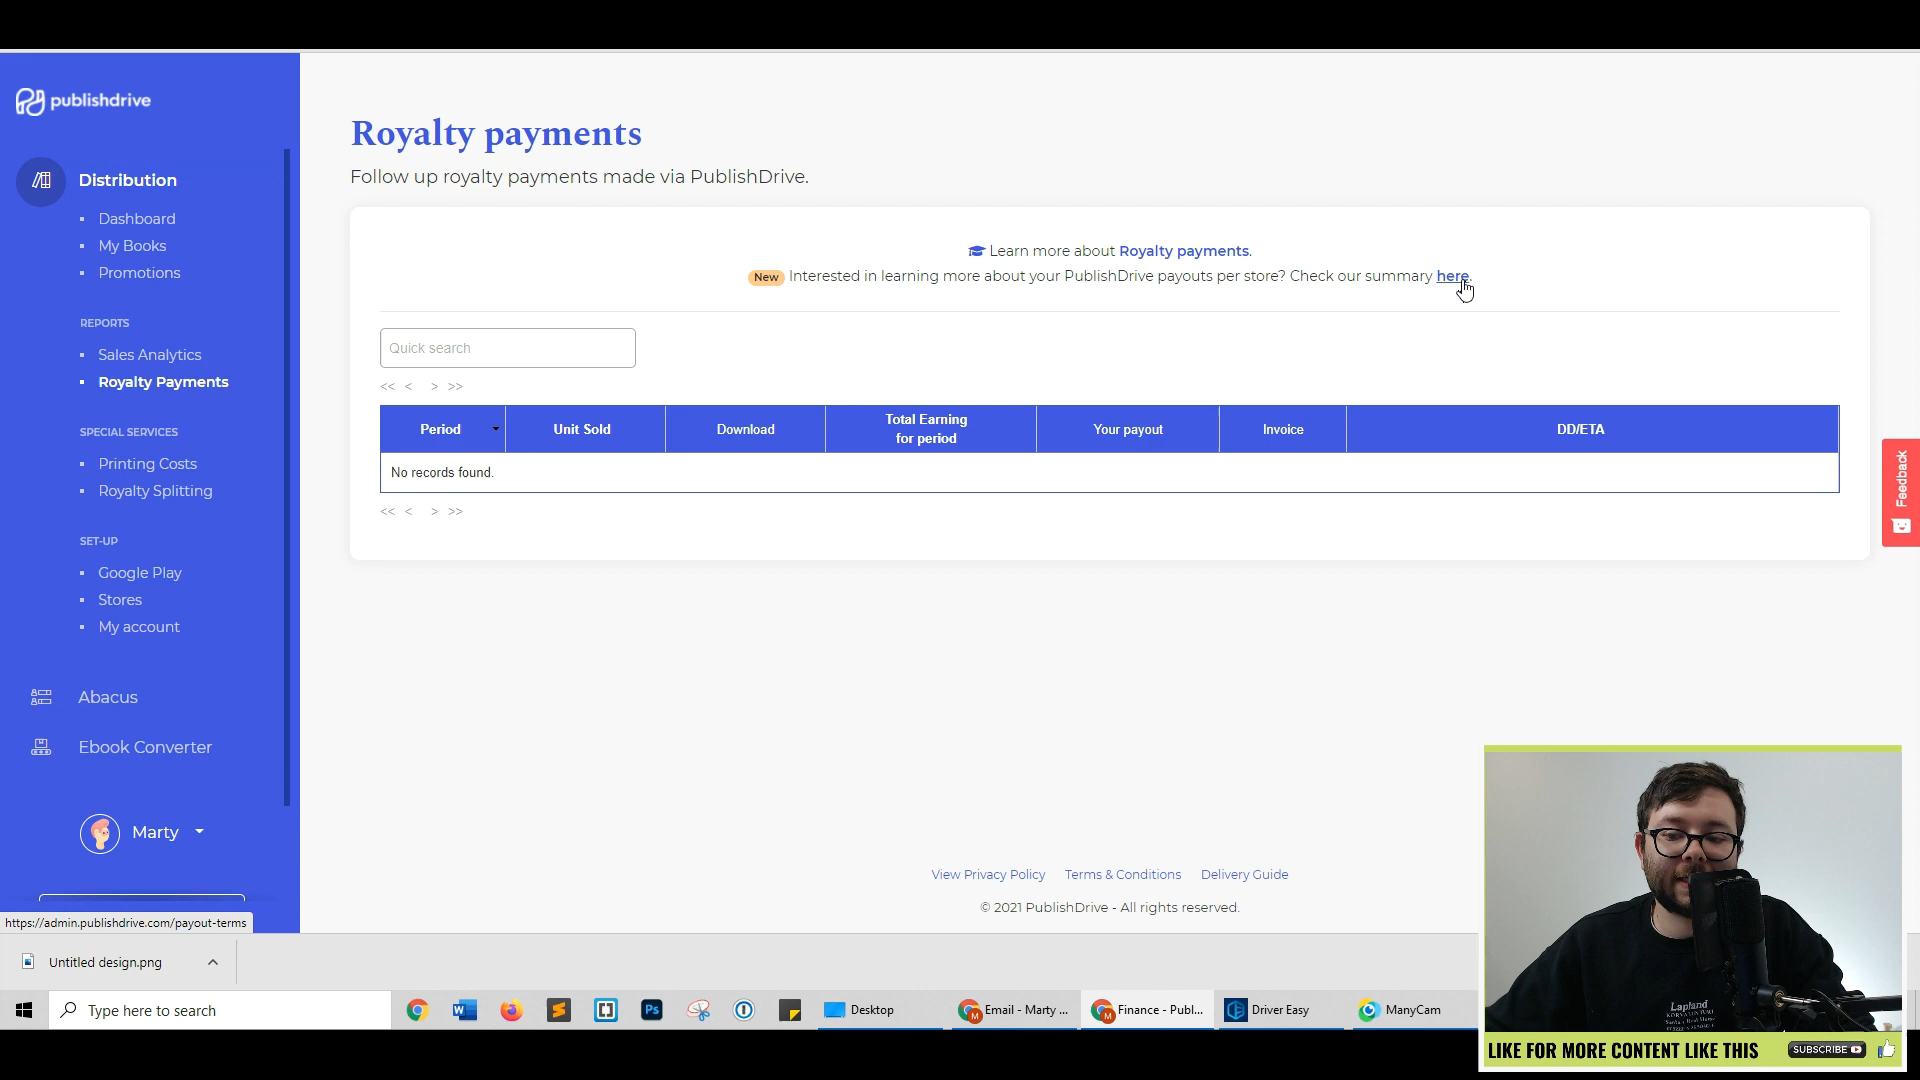 publishdrive
Distribution
Dashboard
My Books
Promotions
REPORTS
Sales Analytics
Royalty Payments
SPECIAL SERVICES
Printing Costs
Royalty Splitting
SET-UP
Google Play
Stores
My account
Abacus
Ebook Converter
Marty
https://admin.publishdrive.com/payout-terms
Royalty payments
Follow up royalty payments made via PublishDrive.
Learn more about Royalty payments.
New Interested in learning more about your PublishDrive payouts per store? Check our summary here.
Quick search
<< < > >>
Period Unit Sold Download Total Earning for period Your payout Invoice DD/ETA
No records found.
<< < > >>
Feedback
View Privacy Policy Terms & Conditions Delivery Guide
© 2021 PublishDrive - All rights reserved.
Untitled design.png
Type here to search
W
Ps
Desktop
Email - Marty ...
Finance - Publ...
Driver Easy
ManyCam
Lapland
LIKE FOR MORE CONTENT LIKE THIS SUBSCRIBE